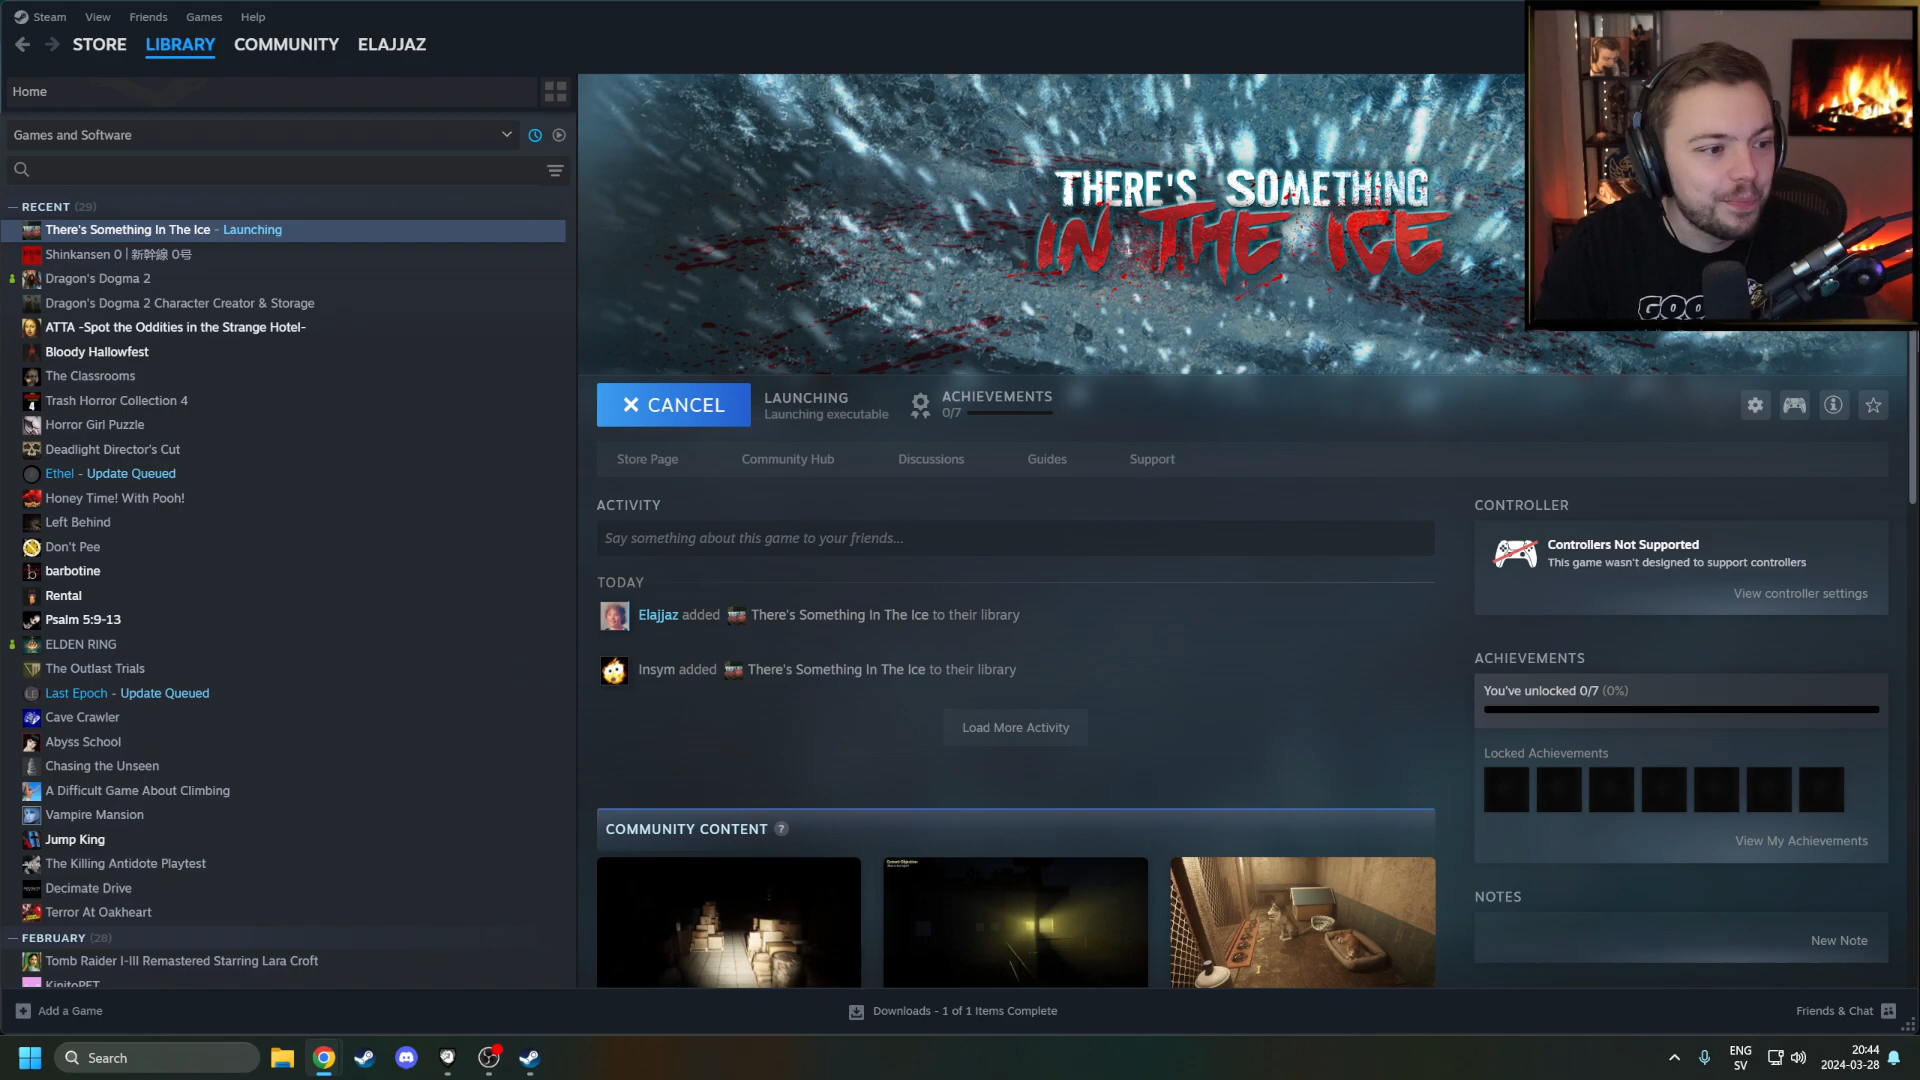 Steam View Friends Games Help
STORE LIBRARY COMMUNITY ELAJJAZ
Home
Games and Software
RECENT (29)
There's Something In The Ice - Launching
Shinkansen 0 | 新幹線 0号
Dragon's Dogma 2
Dragon's Dogma 2 Character Creator & Storage
ATTA -Spot the Oddities in the Strange Hotel-
Bloody Hallowfest
The Classrooms
Trash Horror Collection 4
Horror Girl Puzzle
Deadlight Director's Cut
Ethel - Update Queued
Honey Time! With Pooh!
Left Behind
Don't Pee
barbotine
Rental
Psalm 5:9-13
ELDEN RING
The Outlast Trials
Last Epoch - Update Queued
Cave Crawler
Abyss School
Chasing the Unseen
A Difficult Game About Climbing
Vampire Mansion
Jump King
The Killing Antidote Playtest
Decimate Drive
Terror At Oakheart
FEBRUARY (28)
Tomb Raider I-III Remastered Starring Lara Croft
KinitoPET
THERE'S SOMETHING
IN THE ICE
CANCEL
LAUNCHING
Launching executable
ACHIEVEMENTS
0/7
Store Page Community Hub Discussions Guides Support
ACTIVITY
Say something about this game to your friends...
TODAY
Elajjaz added There's Something In The Ice to their library
Insym added There's Something In The Ice to their library
Load More Activity
COMMUNITY CONTENT ?
CONTROLLER
Controllers Not Supported
This game wasn't designed to support controllers
View controller settings
ACHIEVEMENTS
You've unlocked 0/7 (0%)
Locked Achievements
View My Achievements
NOTES
New Note
Add a Game
Downloads - 1 of 1 Items Complete
Friends & Chat
Search
ENG
SV
20:44
2024-03-28